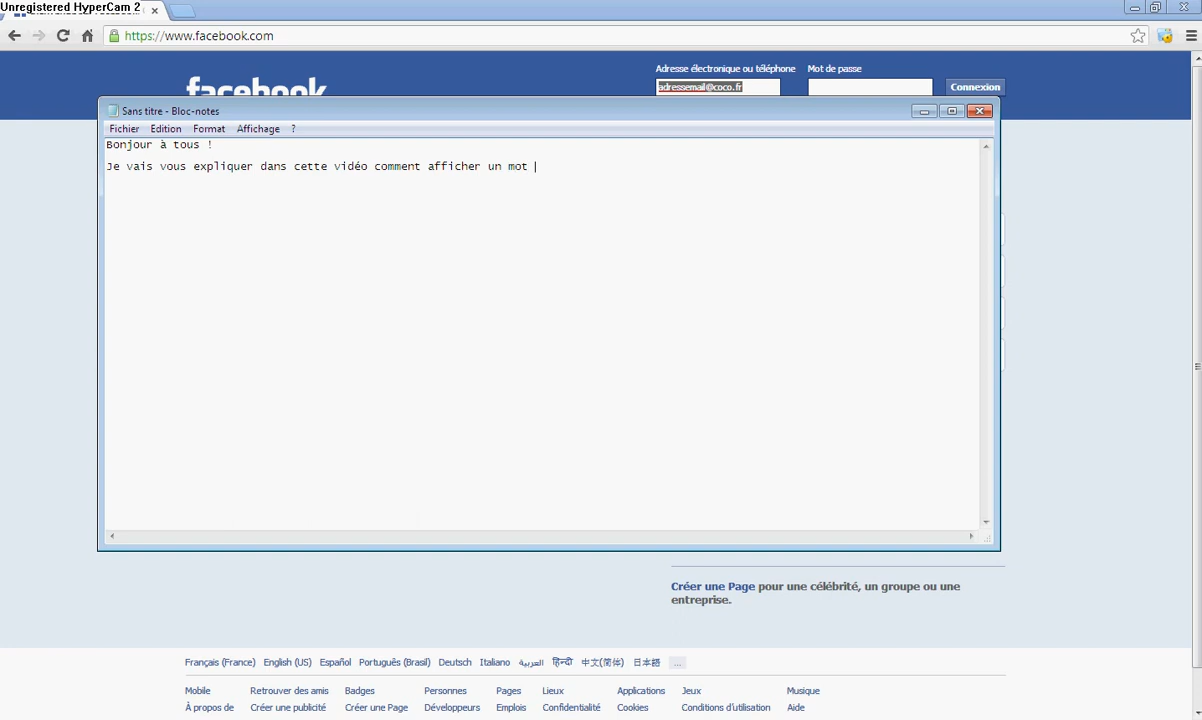 Unregistered HyperCam 2
https://www.facebook.com
facebook
Adresse électronique ou téléphone Mot de passe
adressemail@coco.fr Connexion
Sans titre - Bloc-notes
Fichier Edition Format Affichage ?
Bonjour à tous !
Je vais vous expliquer dans cette vidéo comment afficher un mot
Créer une Page pour une célébrité, un groupe ou une
entreprise.
Français (France) English (US) Español Português (Brasil) Deutsch Italiano العربية हिन्दी 中文(简体) 日本語 ...
Mobile Retrouver des amis Badges Personnes Pages Lieux Applications Jeux Musique
À propos de Créer une publicité Créer une Page Développeurs Emplois Confidentialité Cookies Conditions d'utilisation Aide